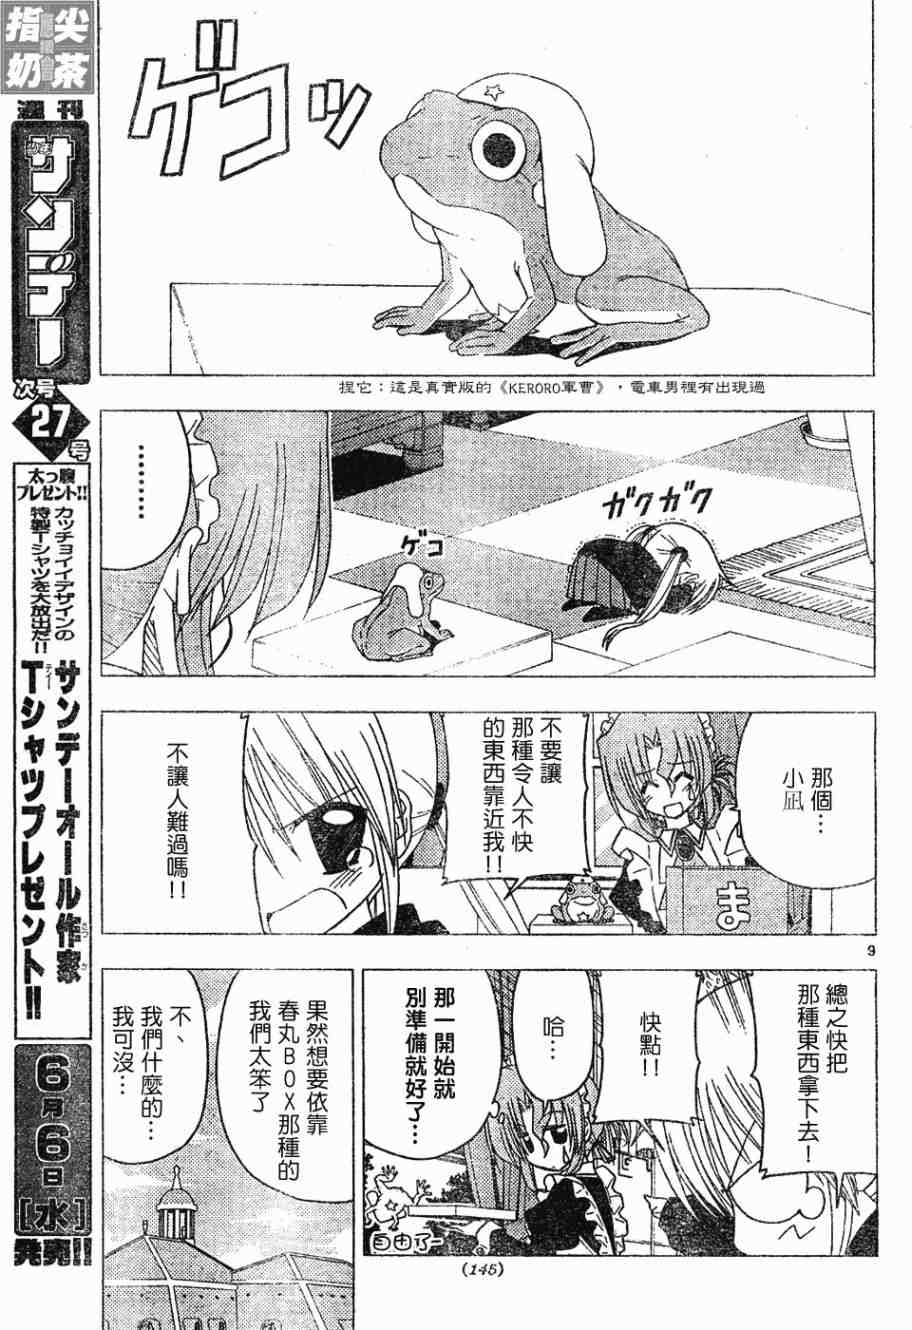 ゲコッ
捏它：這是真實版的《KERORO軍曹》，電車男裡有出現過
ガクガク
ゲコ
………
那個…
小凪
不要讓
那種令人不快
的東西靠近我!!
不讓人難過嗎!!
ま
9
總之快把
那種東西拿下去！
快點!!
哈…
那一開始就
別準備就好了…
自由了ー
果然想要依靠
春丸BOX那種的
我們太笨了
不、
我們什麼的
我可沒…
(145)
指尖
奶茶
週刊
サンデー
次号
27
号
太っ腹
プレゼント!!
カッチョイイデザインの
特製Tシャツを大放出だ!!
サンデーオール作家
Tシャツプレゼント!!
6月6日
[水]
発売!!